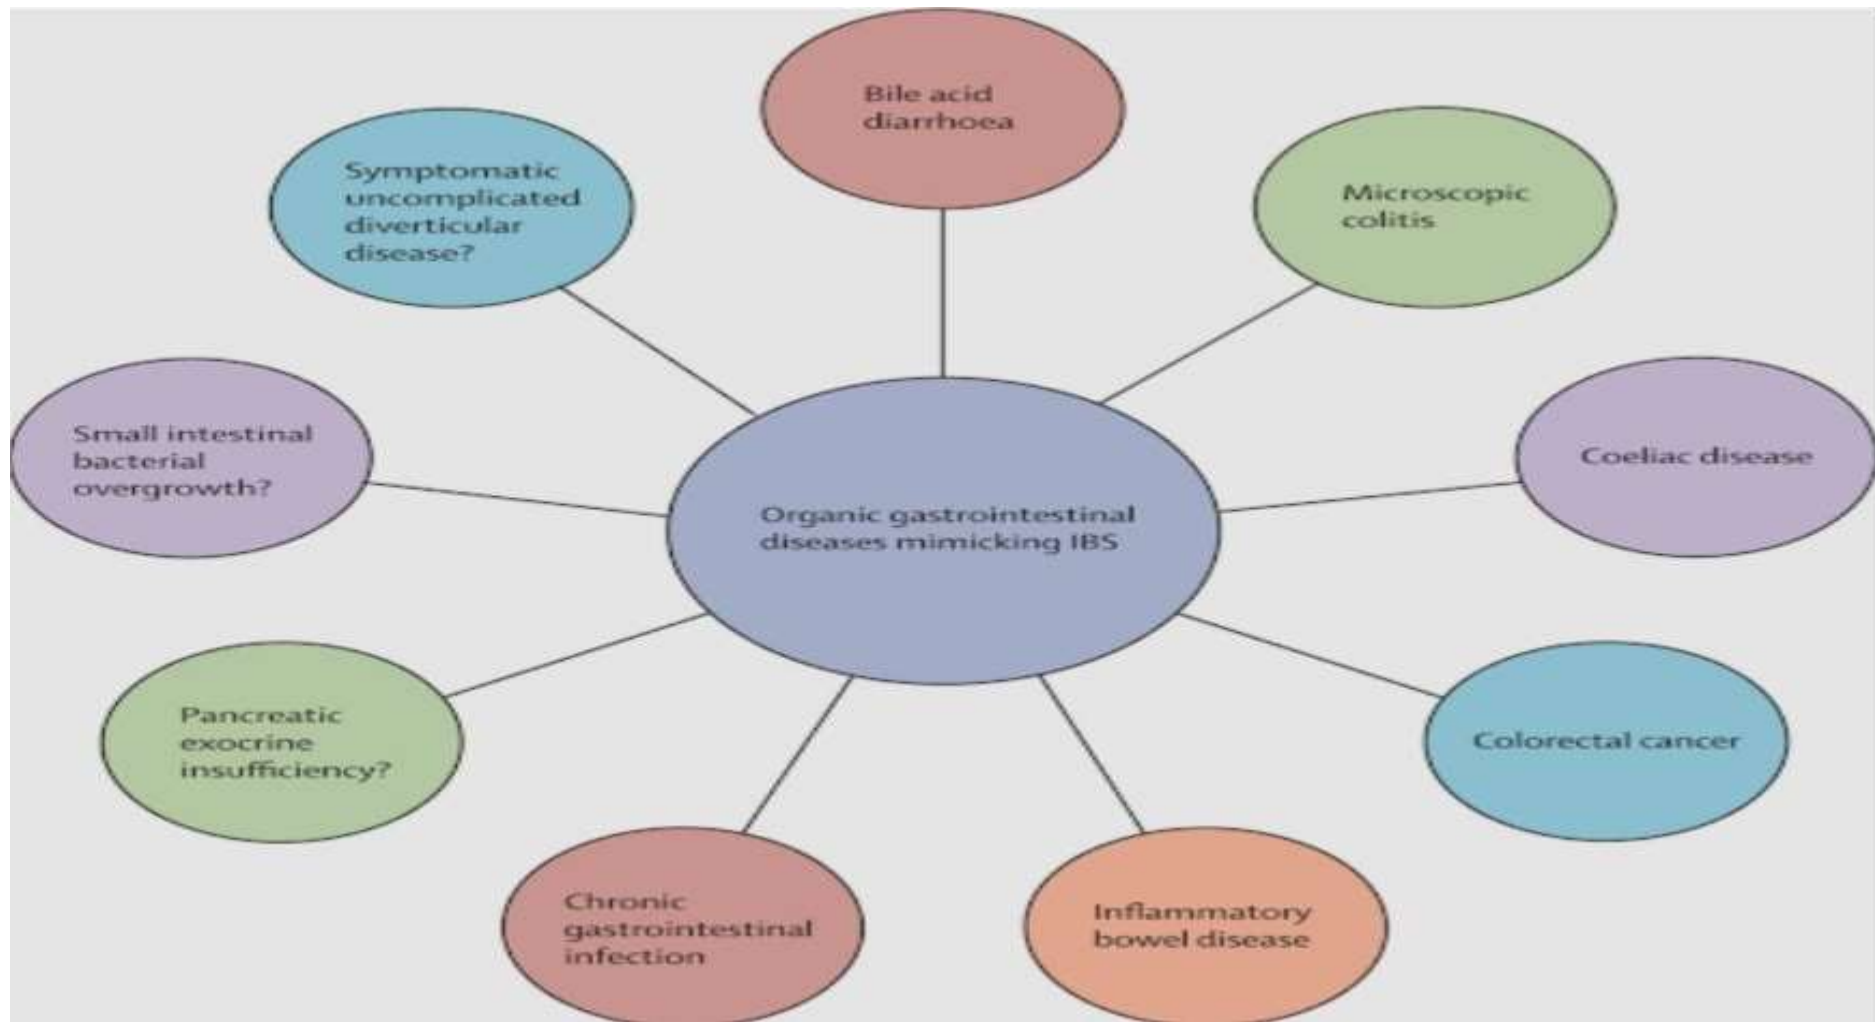 Bile acid
diarrhoea
Symptomatic
uncomplicated
diverticular
disease?
Microscopic
colitis
Small intestinal
bacterial
overgrowth?
Coeliac disease
Organic gastrointestinal
diseases mimicking IBS
Pancreatic
exocrine
insufficiency?
Colorectal cancer
Chronic
gastrointestinal
infection
Inflammatory
bowel disease